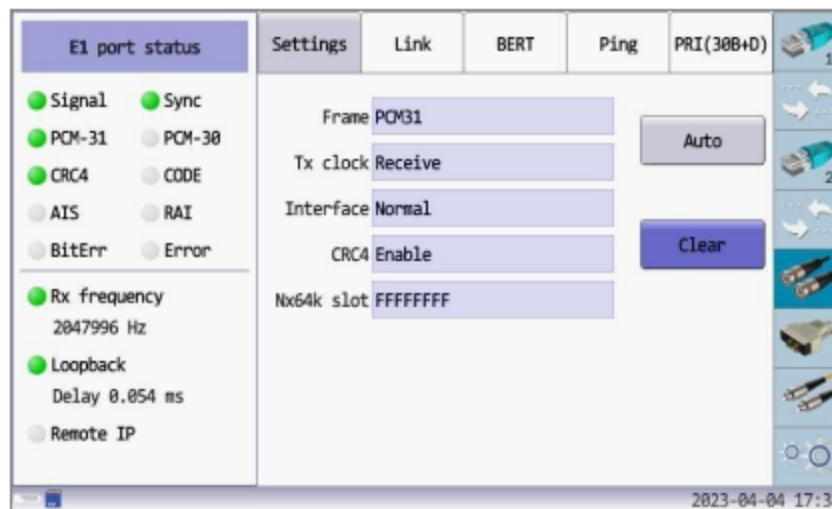 E1 port status
Settings
Link
BERT
Ping
PRI(30B+D)
Signal
Sync
PCM-31
PCM-30
CRC4
CODE
AIS
RAI
BitErr
Error
Rx frequency
2047996 Hz
Loopback
Delay 0.054 ms
Remote IP
Frame PCM31
Tx clock Receive
Interface Normal
CRC4 Enable
Nx64k slot FFFFFFFF
Auto
Clear
1
2
2023-04-04 17:3